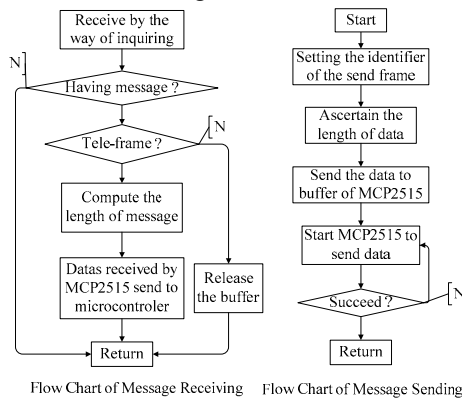 Receive by the
way of inquiring
N
Having message ?
Tele-frame ?
N
Compute the
length of message
Datas received by
MCP2515 send to
microcontroler
Release
the buffer
Return
Flow Chart of Message Receiving
Start
Setting the identifier
of the send frame
Ascertain the
length of data
Send the data to
buffer of MCP2515
Start MCP2515 to
send data
Succeed ?
N
Return
Flow Chart of Message Sending